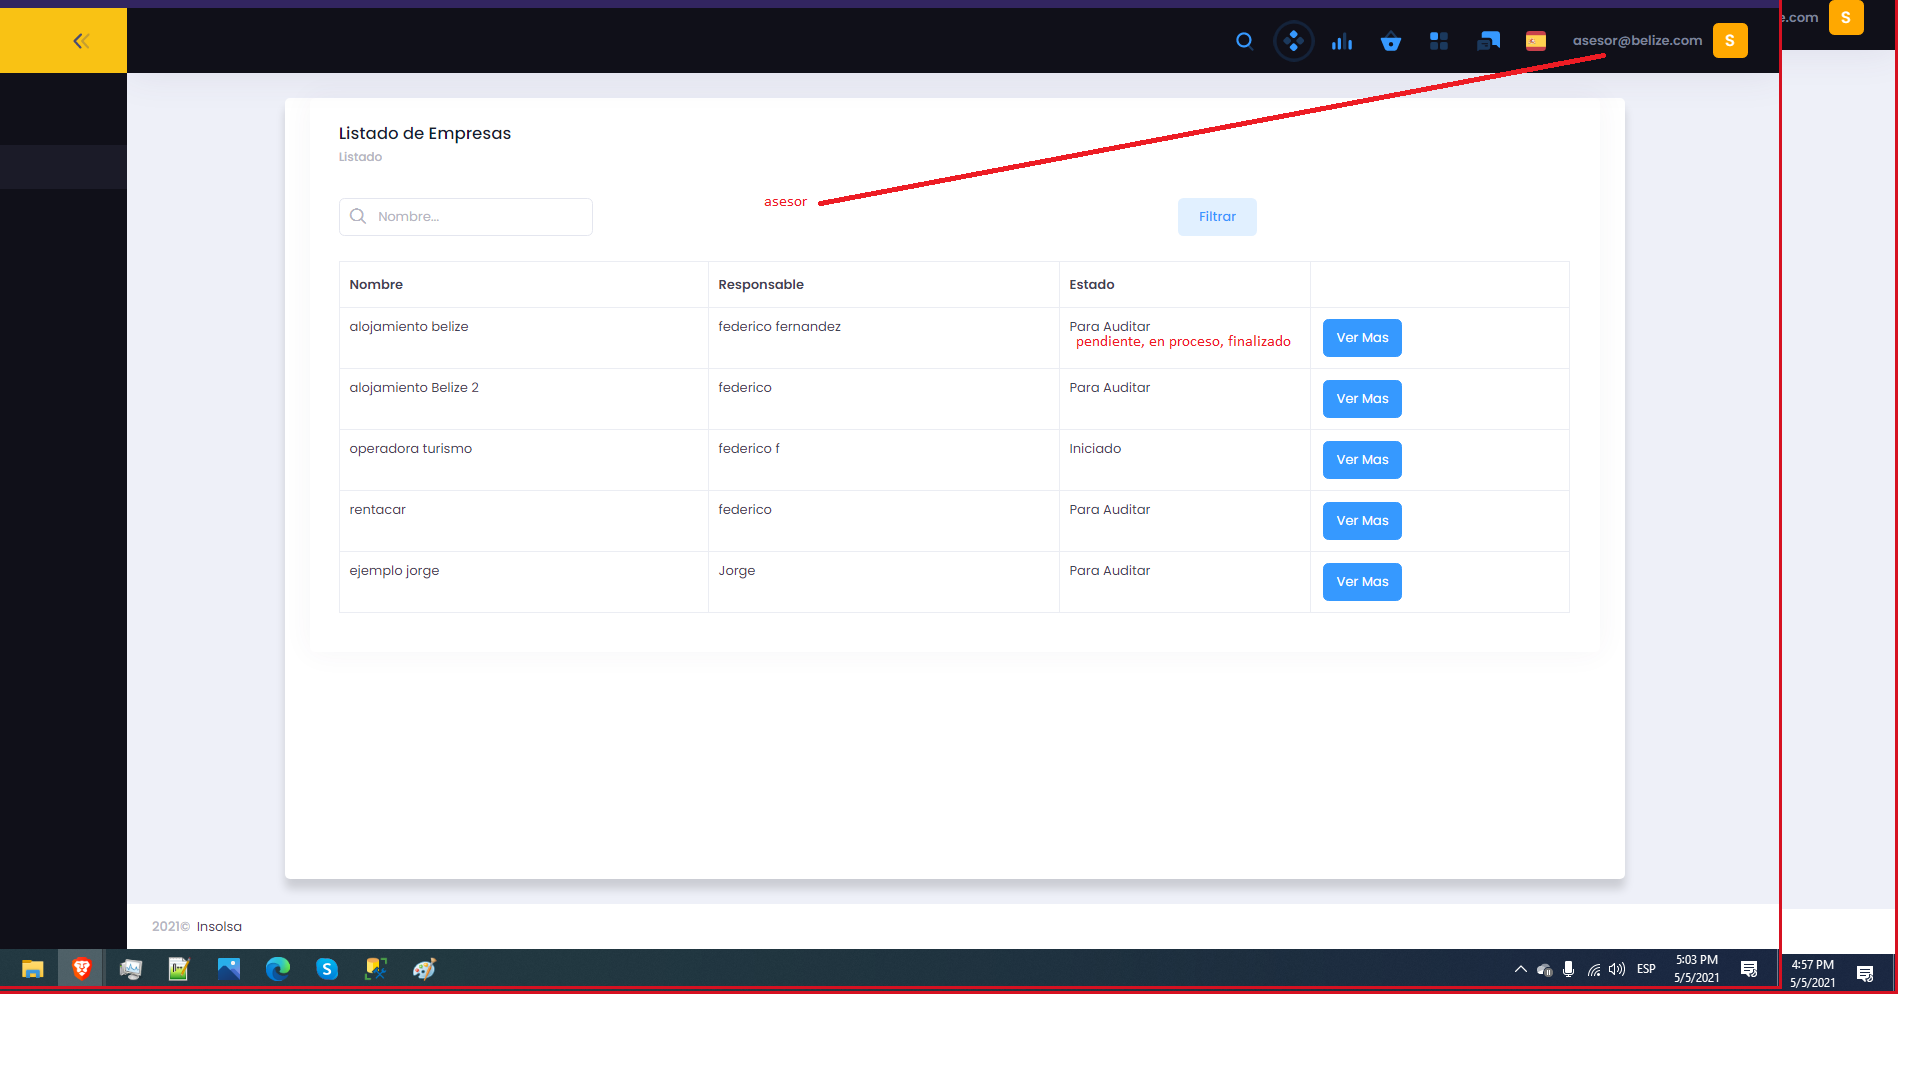 asesor@belize.com
S
e.com
S
Listado de Empresas
Listado
asesor
Nombre...
Filtrar
Nombre Responsable Estado
alojamiento belize federico fernandez Para Auditar Ver Mas
pendiente, en proceso, finalizado
alojamiento Belize 2 federico Para Auditar Ver Mas
operadora turismo federico f Iniciado Ver Mas
rentacar federico Para Auditar Ver Mas
ejemplo jorge Jorge Para Auditar Ver Mas
2021© Insolsa
ESP
5:03 PM
5/5/2021
4:57 PM
5/5/2021